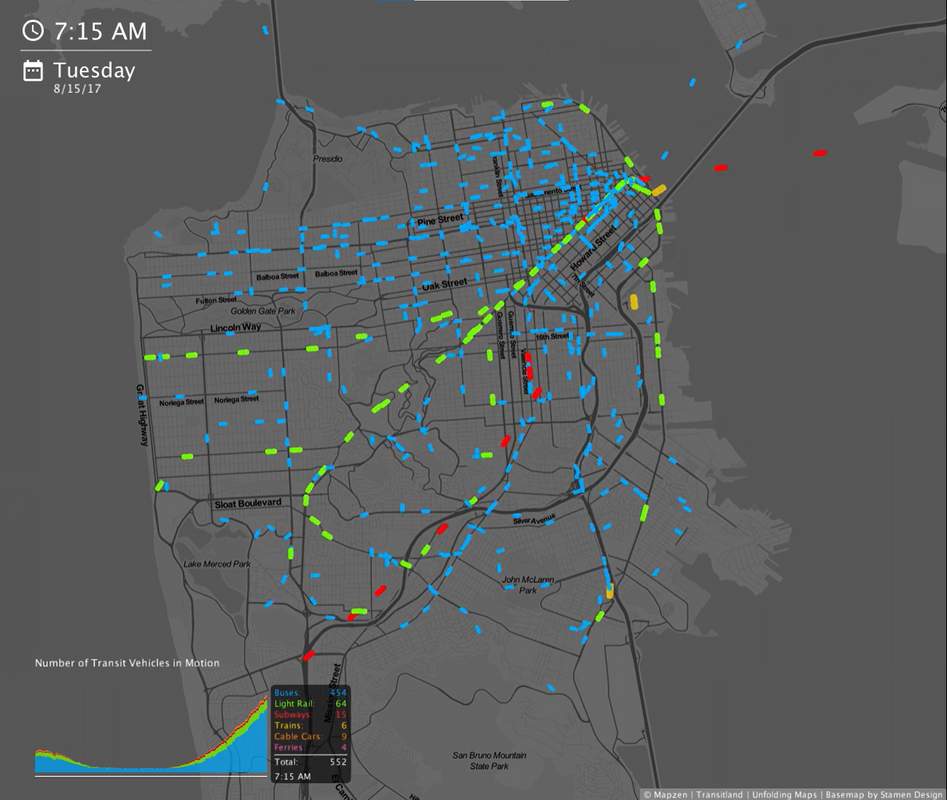 7:15 AM
Tuesday
8/15/17
Presidio
Pine Street
Howard Street
Balboa Street
Balboa Street
Oak Street
Fulton Street
Golden Gate Park
Lincoln Way
16th Street
Guerrero Street
Noriega Street
Noriega Street
Great Highway
Sloat Boulevard
Silver Avenue
Lake Merced Park
John McLaren
Park
Number of Transit Vehicles in Motion
Buses: 454
Light Rail: 64
Subways: 15
Trains: 6
Cable Cars 9
Ferries 4
Total: 552
7:15 AM
San Bruno Mountain
State Park
© Mapzen | Transitland | Unfolding Maps | Basemap by Stamen Design